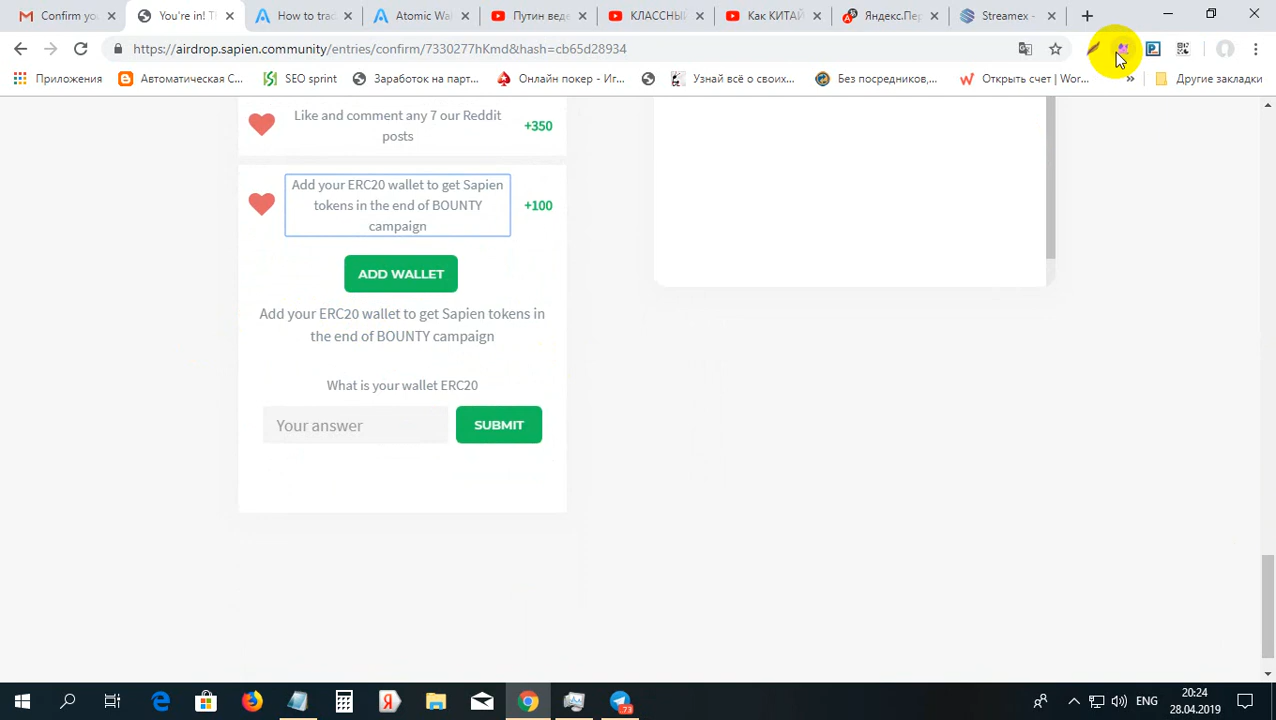 Confirm yo
You're in! T
How to tra
Atomic Wa
Путин вед
КЛАССНЫ
Как КИТАЙ
Яндекс.Пер
Streamex -
https://airdrop.sapien.community/entries/confirm/7330277hKmd&hash=cb65d28934
Приложения
Автоматическая С...
SEO sprint
Заработок на парт...
Онлайн покер - Иг...
Узнай всё о своих...
Без посредников,...
Открыть счет | Wor...
»
Другие закладки
Like and comment any 7 our Reddit
posts
+350
Add your ERC20 wallet to get Sapien
tokens in the end of BOUNTY
campaign
+100
ADD WALLET
Add your ERC20 wallet to get Sapien tokens in
the end of BOUNTY campaign
What is your wallet ERC20
Your answer
SUBMIT
ENG
20:24
28.04.2019